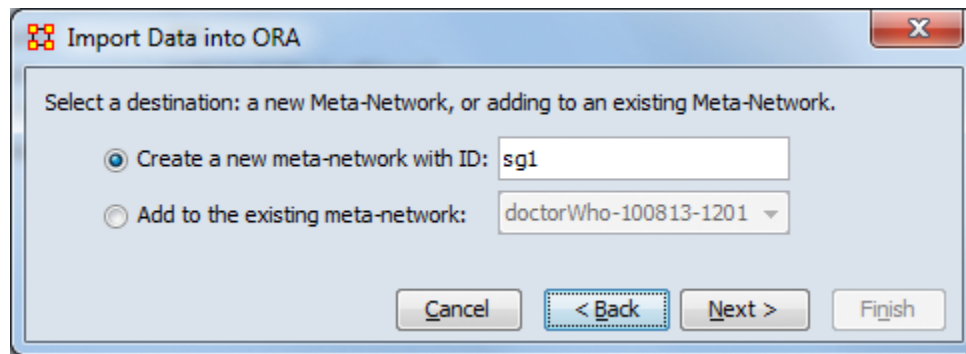 Import Data into ORA
Select a destination: a new Meta-Network, or adding to an existing Meta-Network.
Create a new meta-network with ID: sg1
Add to the existing meta-network: doctorWho-100813-1201
Cancel < Back Next > Finish